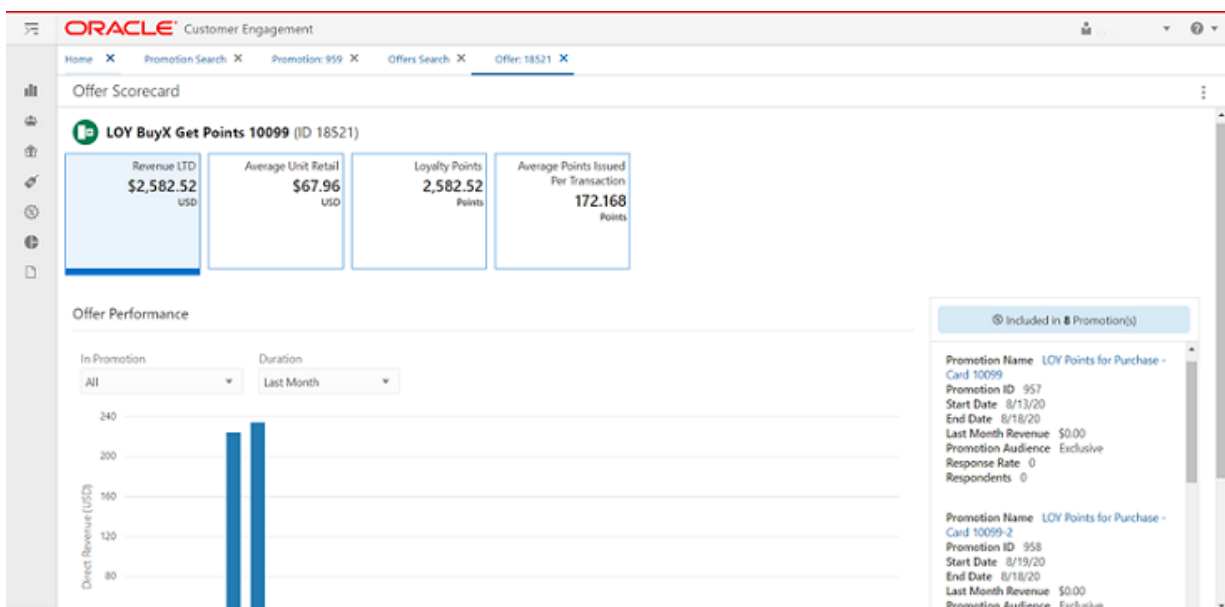 ORACLE Customer Engagement
Home X Promotion Search X Promotion: 959 X Offers Search X Offer: 18521 X
Offer Scorecard
LOY BuyX Get Points 10099 (ID 18521)
Revenue LTD
$2,582.52
USD
Average Unit Retail
$67.96
USD
Loyalty Points
2,582.52
Points
Average Points Issued
Per Transaction
172.168
Points
Offer Performance
In Promotion
All
Duration
Last Month
240
200
160
120
80
Direct Revenue (USD)
Included in 8 Promotion(s)
Promotion Name LOY Points for Purchase -
Card 10099
Promotion ID 957
Start Date 8/13/20
End Date 8/18/20
Last Month Revenue $0.00
Promotion Audience Exclusive
Response Rate 0
Respondents 0
Promotion Name LOY Points for Purchase -
Card 10099-2
Promotion ID 958
Start Date 8/19/20
End Date 8/18/20
Last Month Revenue $0.00
Promotion Audience Exclusive